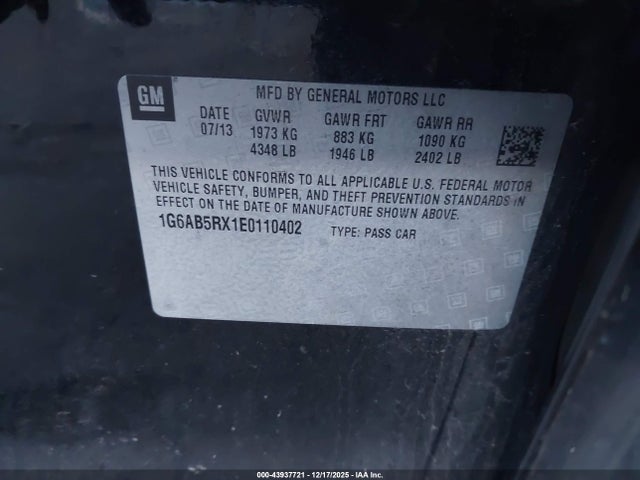 GM
MFD BY GENERAL MOTORS LLC
DATE GVWR GAWR FRT GAWR RR
07/13 1973 KG 883 KG 1090 KG
4348 LB 1946 LB 2402 LB
THIS VEHICLE CONFORMS TO ALL APPLICABLE U.S. FEDERAL MOTOR
VEHICLE SAFETY, BUMPER, AND THEFT PREVENTION STANDARDS IN
EFFECT ON THE DATE OF MANUFACTURE SHOWN ABOVE.
1G6AB5RX1E0110402 TYPE: PASS CAR
000-43937721 - 12/17/2025 - IAA Inc.